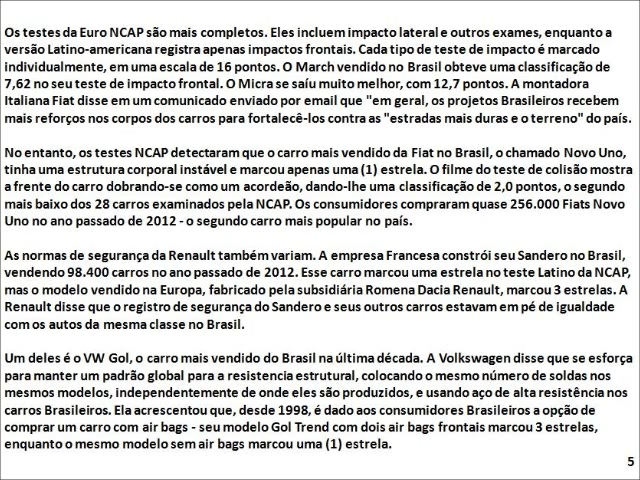 Os testes da Euro NCAP são mais completos. Eles incluem impacto lateral e outros exames, enquanto a
versão Latino-americana registra apenas impactos frontais. Cada tipo de teste de impacto é marcado
individualmente, em uma escala de 16 pontos. O March vendido no Brasil obteve uma classificação de
7,62 no seu teste de impacto frontal. O Micra se saíu muito melhor, com 12,7 pontos. A montadora
Italiana Fiat disse em um comunicado enviado por email que "em geral, os projetos Brasileiros recebem
mais reforços nos corpos dos carros para fortalecê-los contra as "estradas mais duras e o terreno" do país.
No entanto, os testes NCAP detectaram que o carro mais vendido da Fiat no Brasil, o chamado Novo Uno,
tinha uma estrutura corporal instável e marcou apenas uma (1) estrela. O filme do teste de colisão mostrou
a frente do carro dobrando-se como um acordeão, dando-lhe uma classificação de 2,0 pontos, o segundo
mais baixo dos 28 carros examinados pela NCAP. Os consumidores compraram quase 256.000 Fiats Novo
Uno no ano passado de 2012 - o segundo carro mais popular no país.
As normas de segurança da Renault também variam. A empresa Francesa constrói seu Sandero no Brasil,
vendendo 98.400 carros no ano passado de 2012. Esse carro marcou uma estrela no teste Latino da NCAP,
mas o modelo vendido na Europa, fabricado pela subsidiária Romena Dacia Renault, marcou 3 estrelas. A
Renault disse que o registro de segurança do Sandero e seus outros carros estavam em pé de igualdade
com os autos da mesma classe no Brasil.
Um deles é o VW Gol, o carro mais vendido do Brasil na última década. A Volkswagen disse que se esforça
para manter um padrão global para a resistencia estrutural, colocando o mesmo número de soldas nos
mesmos modelos, independentemente de onde eles são produzidos, e usando aço de alta resistência nos
carros Brasileiros. Ela acrescentou que, desde 1998, é dado aos consumidores Brasileiros a opção de
comprar um carro com air bags - seu modelo Gol Trend com dois air bags frontais marcou 3 estrelas,
enquanto o mesmo modelo sem air bags marcou uma (1) estrela.
5